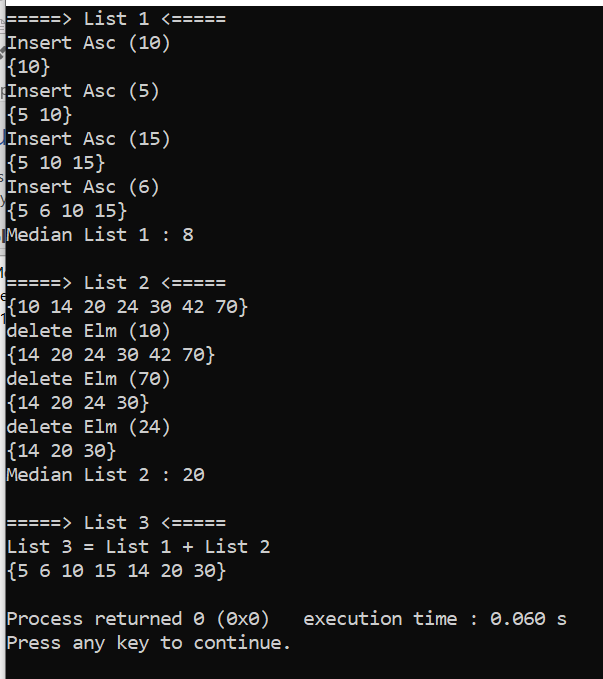 =====> List 1 <=====
Insert Asc (10)
{10}
Insert Asc (5)
{5 10}
Insert Asc (15)
{5 10 15}
Insert Asc (6)
{5 6 10 15}
Median List 1 : 8
=====> List 2 <=====
{10 14 20 24 30 42 70}
delete Elm (10)
{14 20 24 30 42 70}
delete Elm (70)
{14 20 24 30}
delete Elm (24)
{14 20 30}
Median List 2 : 20
=====> List 3 <=====
List 3 = List 1 + List 2
{5 6 10 15 14 20 30}
Process returned 0 (0x0)   execution time : 0.060 s
Press any key to continue.